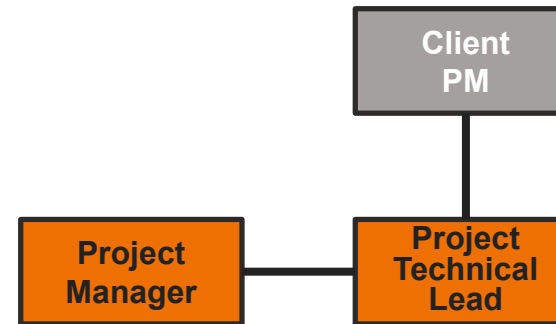 Client
PM
Project
Manager
Project
Technical
Lead